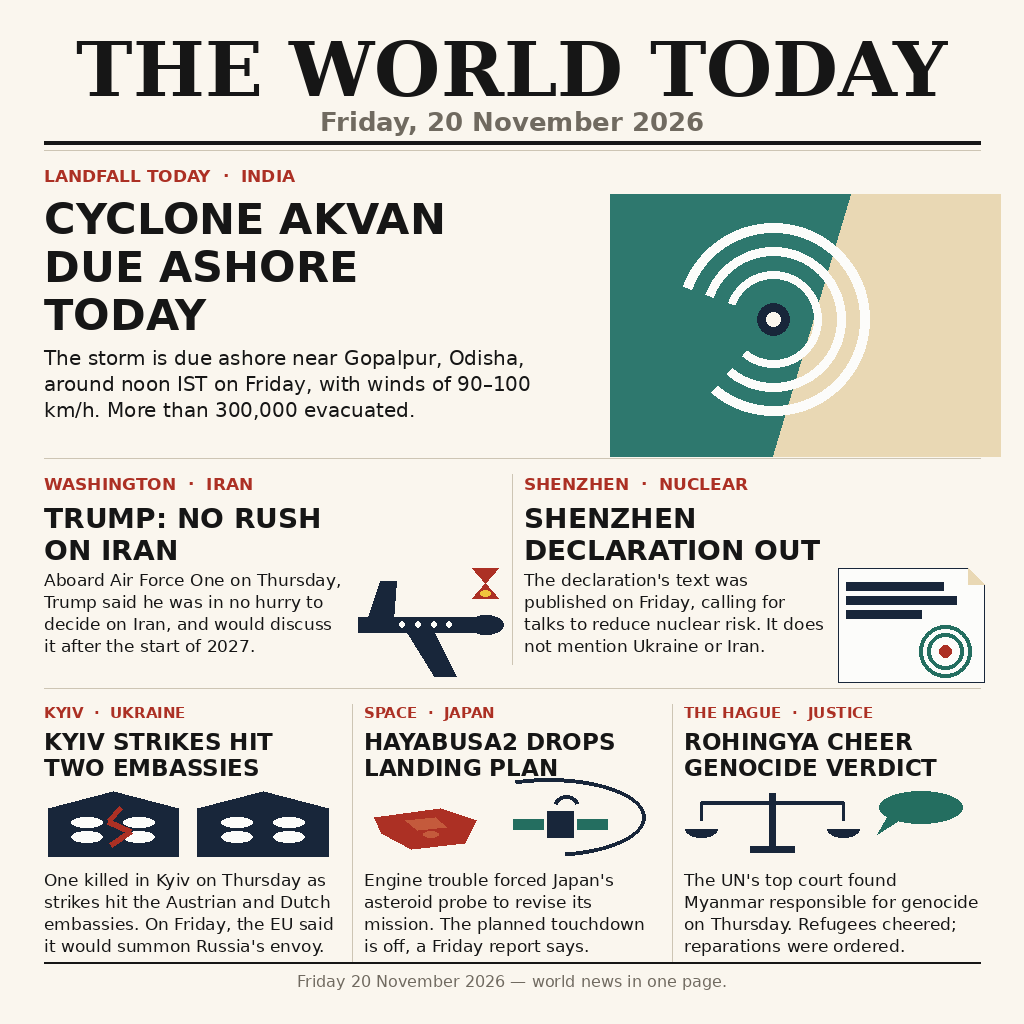 THE WORLD TODAY
Friday, 20 November 2026
LANDFALL TODAY · INDIA
CYCLONE AKVAN
DUE ASHORE
TODAY
The storm is due ashore near Gopalpur, Odisha,
around noon IST on Friday, with winds of 90–100
km/h. More than 300,000 evacuated.
WASHINGTON · IRAN
TRUMP: NO RUSH
ON IRAN
Aboard Air Force One on Thursday,
Trump said he was in no hurry to
decide on Iran, and would discuss
it after the start of 2027.
SHENZHEN · NUCLEAR
SHENZHEN
DECLARATION OUT
The declaration's text was
published on Friday, calling for
talks to reduce nuclear risk. It does
not mention Ukraine or Iran.
KYIV · UKRAINE
KYIV STRIKES HIT
TWO EMBASSIES
One killed in Kyiv on Thursday as
strikes hit the Austrian and Dutch
embassies. On Friday, the EU said
it would summon Russia's envoy.
SPACE · JAPAN
HAYABUSA2 DROPS
LANDING PLAN
Engine trouble forced Japan's
asteroid probe to revise its
mission. The planned touchdown
is off, a Friday report says.
THE HAGUE · JUSTICE
ROHINGYA CHEER
GENOCIDE VERDICT
The UN's top court found
Myanmar responsible for genocide
on Thursday. Refugees cheered;
reparations were ordered.
Friday 20 November 2026 — world news in one page.